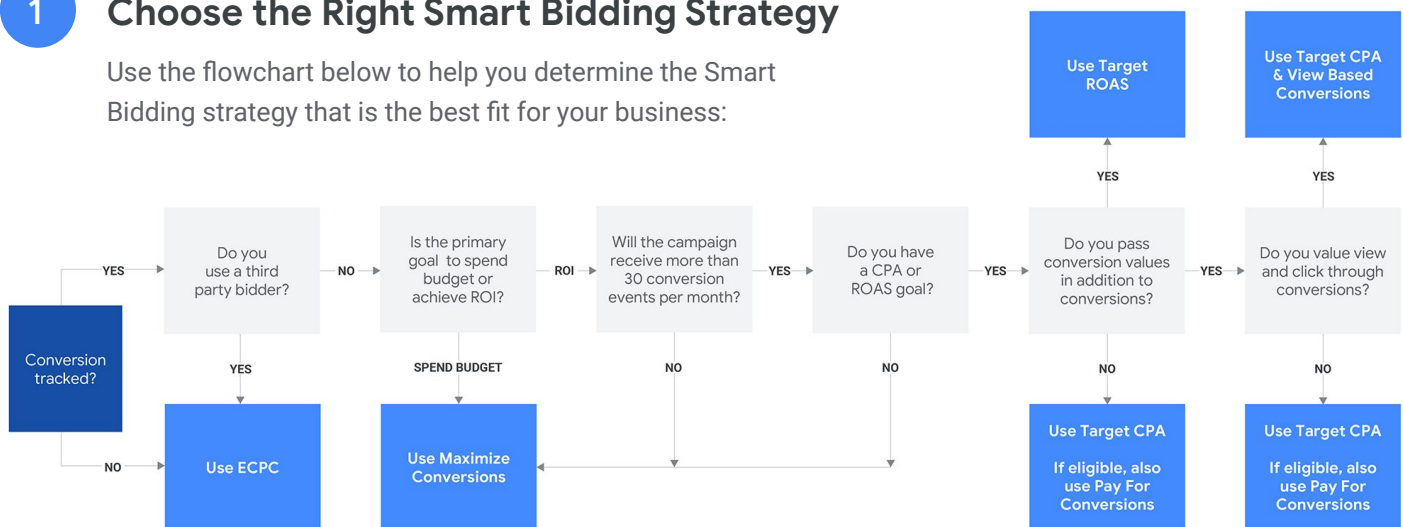 1
Choose the Right Smart Bidding Strategy
Use the flowchart below to help you determine the Smart
Bidding strategy that is the best fit for your business:
Use Target
ROAS
Use Target CPA
& View Based
Conversions
YES
YES
Conversion
tracked?
YES
NO
Do you
use a third
party bidder?
NO
Is the primary
goal to spend
budget or
achieve ROI?
ROI
Will the campaign
receive more than
30 conversion
events per month?
YES
Do you have
a CPA or
ROAS goal?
YES
Do you pass
conversion values
in addition to
conversions?
YES
Do you value view
and click through
conversions?
YES
SPEND BUDGET
NO
NO
NO
NO
Use ECPC
Use Maximize
Conversions
Use Target CPA
If eligible, also
use Pay For
Conversions
Use Target CPA
If eligible, also
use Pay For
Conversions